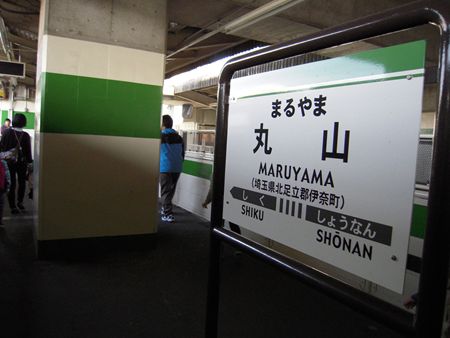 まるやま
丸山
MARUYAMA
(埼玉県北足立郡伊奈町)
しく しょうなん
SHIKU SHŌNAN